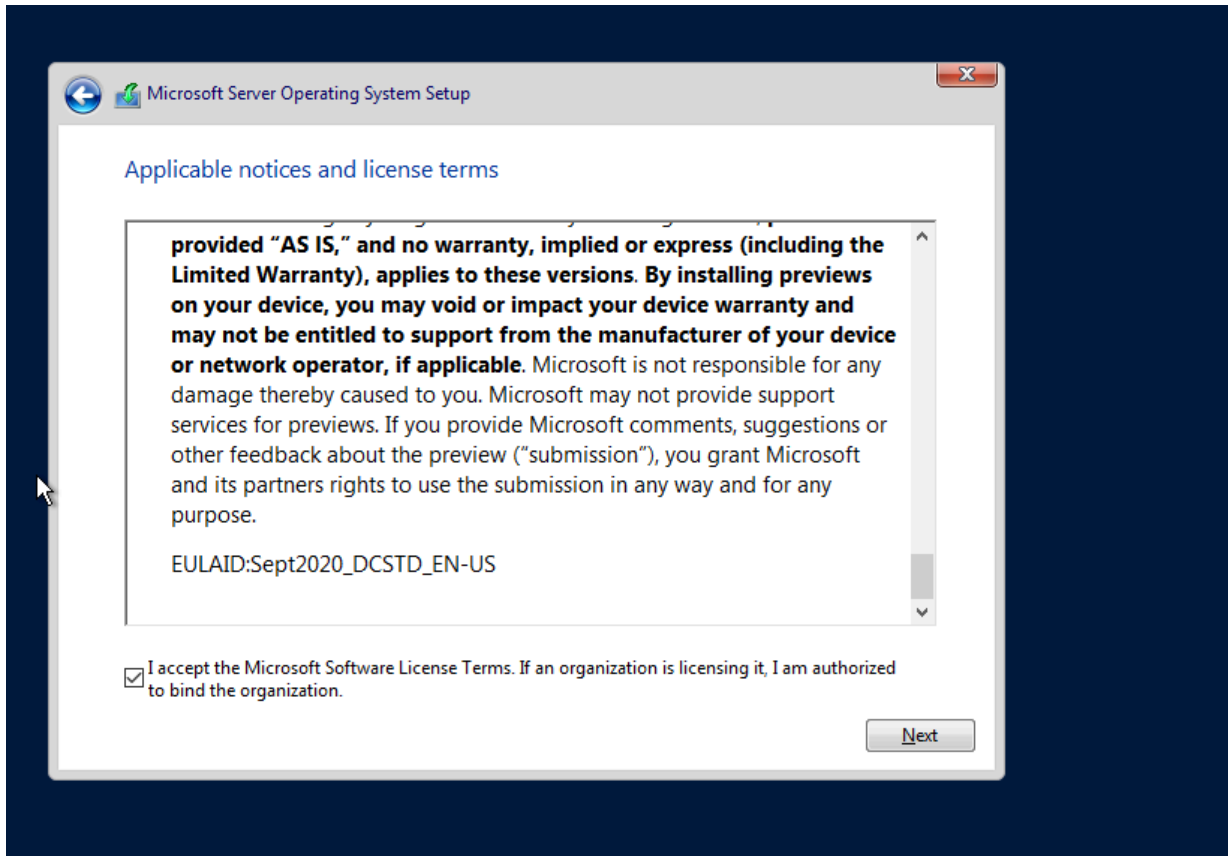 Microsoft Server Operating System Setup
Applicable notices and license terms
provided “AS IS,” and no warranty, implied or express (including the
Limited Warranty), applies to these versions. By installing previews
on your device, you may void or impact your device warranty and
may not be entitled to support from the manufacturer of your device
or network operator, if applicable. Microsoft is not responsible for any
damage thereby caused to you. Microsoft may not provide support
services for previews. If you provide Microsoft comments, suggestions or
other feedback about the preview (“submission”), you grant Microsoft
and its partners rights to use the submission in any way and for any
purpose.
EULAID:Sept2020_DCSTD_EN-US
I accept the Microsoft Software License Terms. If an organization is licensing it, I am authorized
to bind the organization.
Next